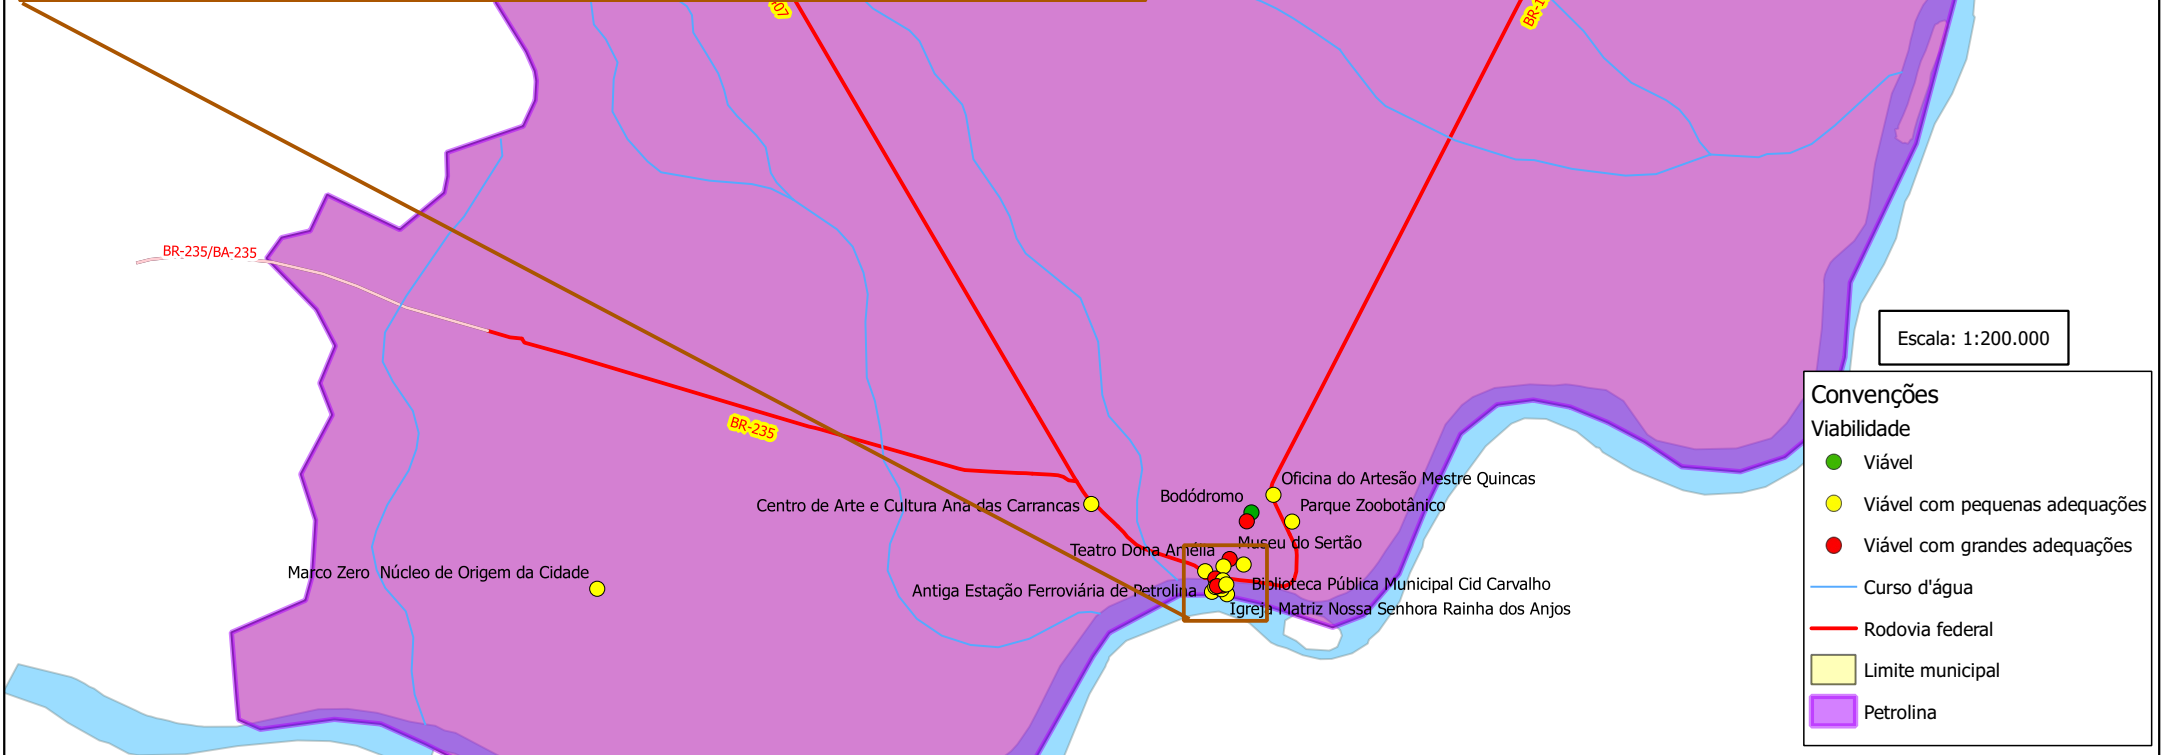 07
BR-1
BR-235/BA-235
Escala: 1:200.000
Convenções
Viabilidade
Viável
Viável com pequenas adequações
Viável com grandes adequações
Curso d'água
Rodovia federal
Limite municipal
Petrolina
BR-235
Oficina do Artesão Mestre Quincas
Bodódromo
Centro de Arte e Cultura Ana das Carrancas
Parque Zoobotânico
Museu do Sertão
Teatro Dona Amélia
Marco Zero Núcleo de Origem da Cidade
Biblioteca Pública Municipal Cid Carvalho
Antiga Estação Ferroviária de Petrolina
Igreja Matriz Nossa Senhora Rainha dos Anjos